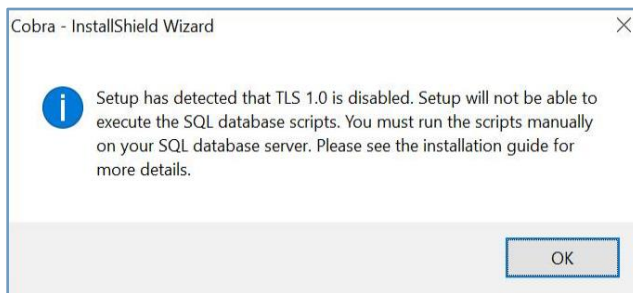 Cobra - InstallShield Wizard
Setup has detected that TLS 1.0 is disabled. Setup will not be able to
execute the SQL database scripts. You must run the scripts manually
on your SQL database server. Please see the installation guide for
more details.
OK